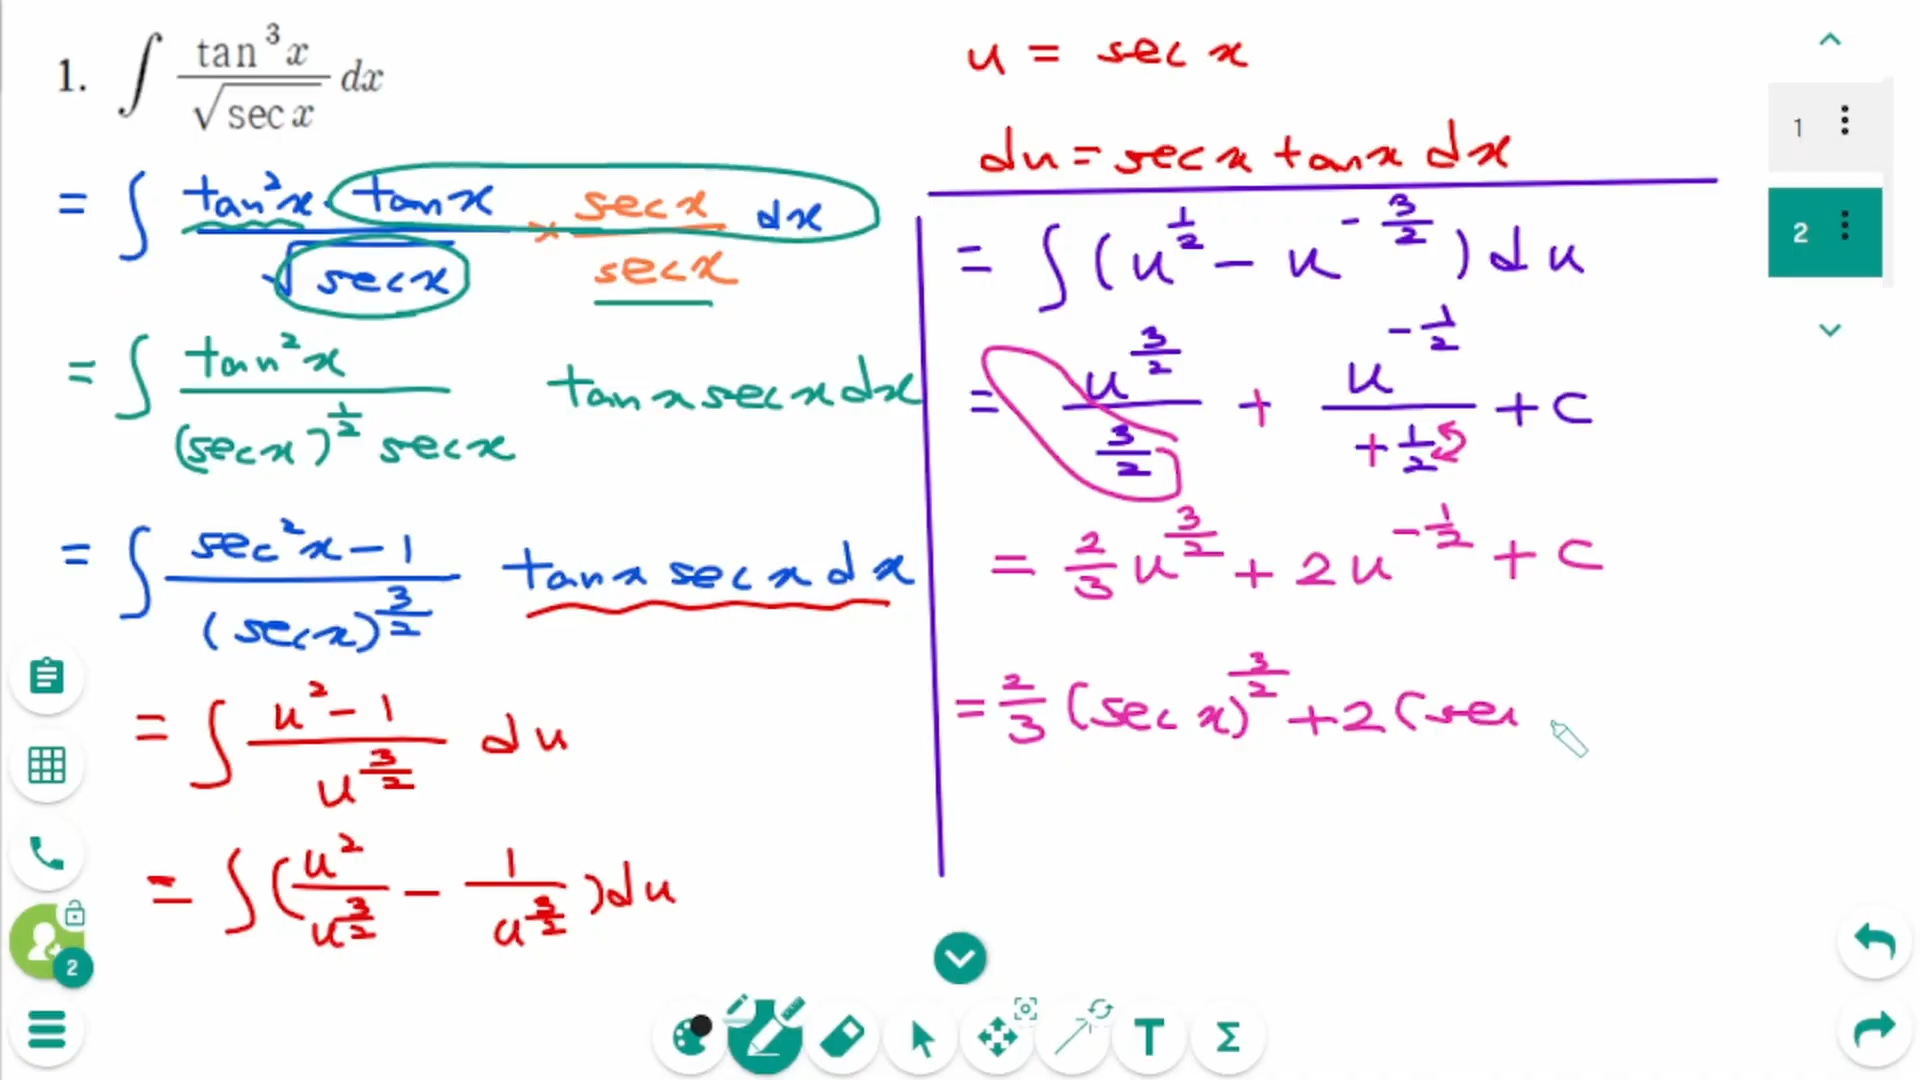 1. ∫ tan³x / √(sec x) dx
= ∫ tan²x · tanx / √secx × secx / secx dx
= ∫ tan²x / (secx)^(1/2) secx tanx secx dx
= ∫ sec²x - 1 / (secx)^(3/2) tanx secx dx
= ∫ u² - 1 / u^(3/2) du
= ∫ (u² / u^(3/2) - 1 / u^(3/2)) du
u = sec x
du = secx tanx dx
= ∫ (u^(1/2) - u^(-3/2)) du
= u^(3/2) / (3/2) + u^(-1/2) / (+1/2) + C
= 2/3 u^(3/2) + 2u^(-1/2) + C
= 2/3 (sec x)^(3/2) + 2 (sec
1
2
2
T
Σ